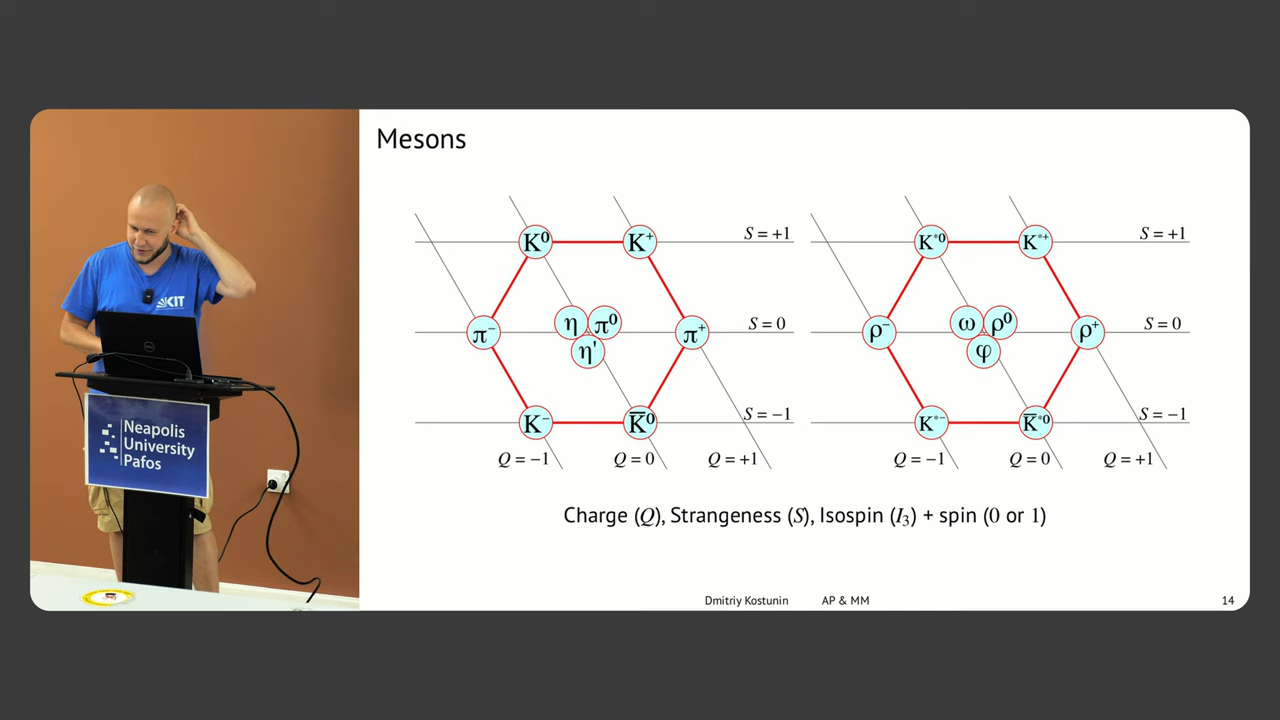 Mesons
K⁰ K⁺ S = +1
π⁻ η π⁰ η' π⁺ S = 0
K⁻ K̅⁰ S = −1
Q = −1 Q = 0 Q = +1
K*⁰ K*⁺ S = +1
ρ⁻ ω ρ⁰ φ ρ⁺ S = 0
K*⁻ K̅*⁰ S = −1
Q = −1 Q = 0 Q = +1
Charge (Q), Strangeness (S), Isospin (I₃) + spin (0 or 1)
Dmitriy Kostunin AP & MM 14
KIT
DELL
Neapolis
University
Pafos